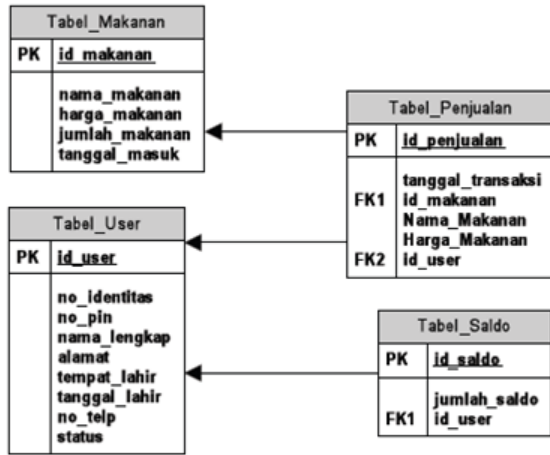 Tabel_Makanan
PK id_makanan
nama_makanan
harga_makanan
jumlah_makanan
tanggal_masuk
Tabel_Penjualan
PK id_penjualan
tanggal_transaksi
FK1 id_makanan
Nama_Makanan
Harga_Makanan
FK2 id_user
Tabel_User
PK id_user
no_identitas
no_pin
nama_lengkap
alamat
tempat_lahir
tanggal_lahir
no_telp
status
Tabel_Saldo
PK id_saldo
jumlah_saldo
FK1 id_user